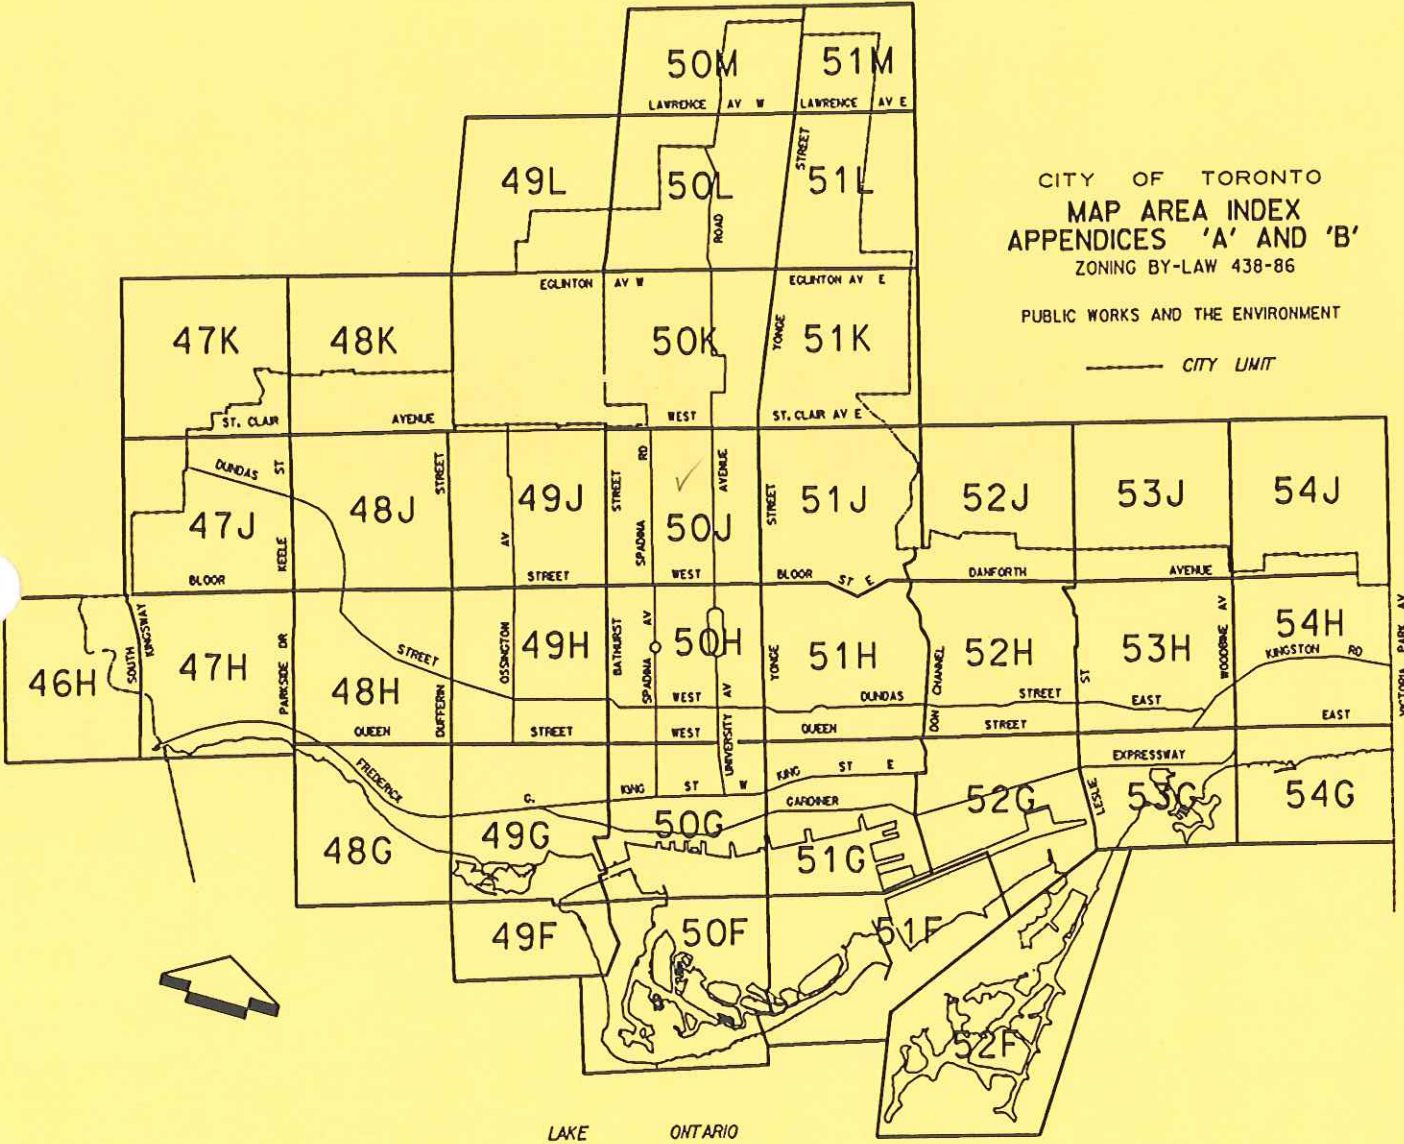 50M 51M
LAWRENCE AV W LAWRENCE AV E
CITY OF TORONTO
MAP AREA INDEX
APPENDICES 'A' AND 'B'
ZONING BY-LAW 438-86
PUBLIC WORKS AND THE ENVIRONMENT
CITY LIMIT
49L 50L 51L
STREET
ROAD
EGLINTON AV W EGLINTON AV E
47K 48K 50K 51K
YONGE
ST. CLAIR AVENUE WEST ST. CLAIR AV E
DUNDAS
ST
STREET
STREET
RD
AVENUE
STREET
47J 48J 49J 50J 51J 52J 53J 54J
KEELE
AV
SPADINA
BLOOR STREET WEST BLOOR ST E DANFORTH AVENUE
SOUTH KINGSWAY
PARKSIDE DR
STREET
DUFFERIN
OSSINGTON
BATHURST
SPADINA AV
UNIVERSITY AV
YONGE
DON CHANNEL
ST
WOODBINE AV
VICTORIA PARK AV
46H 47H 48H 49H 50H 51H 52H 53H 54H
KINGSTON RD
WEST DUNDAS STREET EAST
QUEEN STREET WEST QUEEN STREET EAST
FREDERICK G. GARDINER EXPRESSWAY
KING ST W KING ST E
LESLIE
48G 49G 50G 51G 52G 53G 54G
49F 50F 51F 52F
LAKE ONTARIO